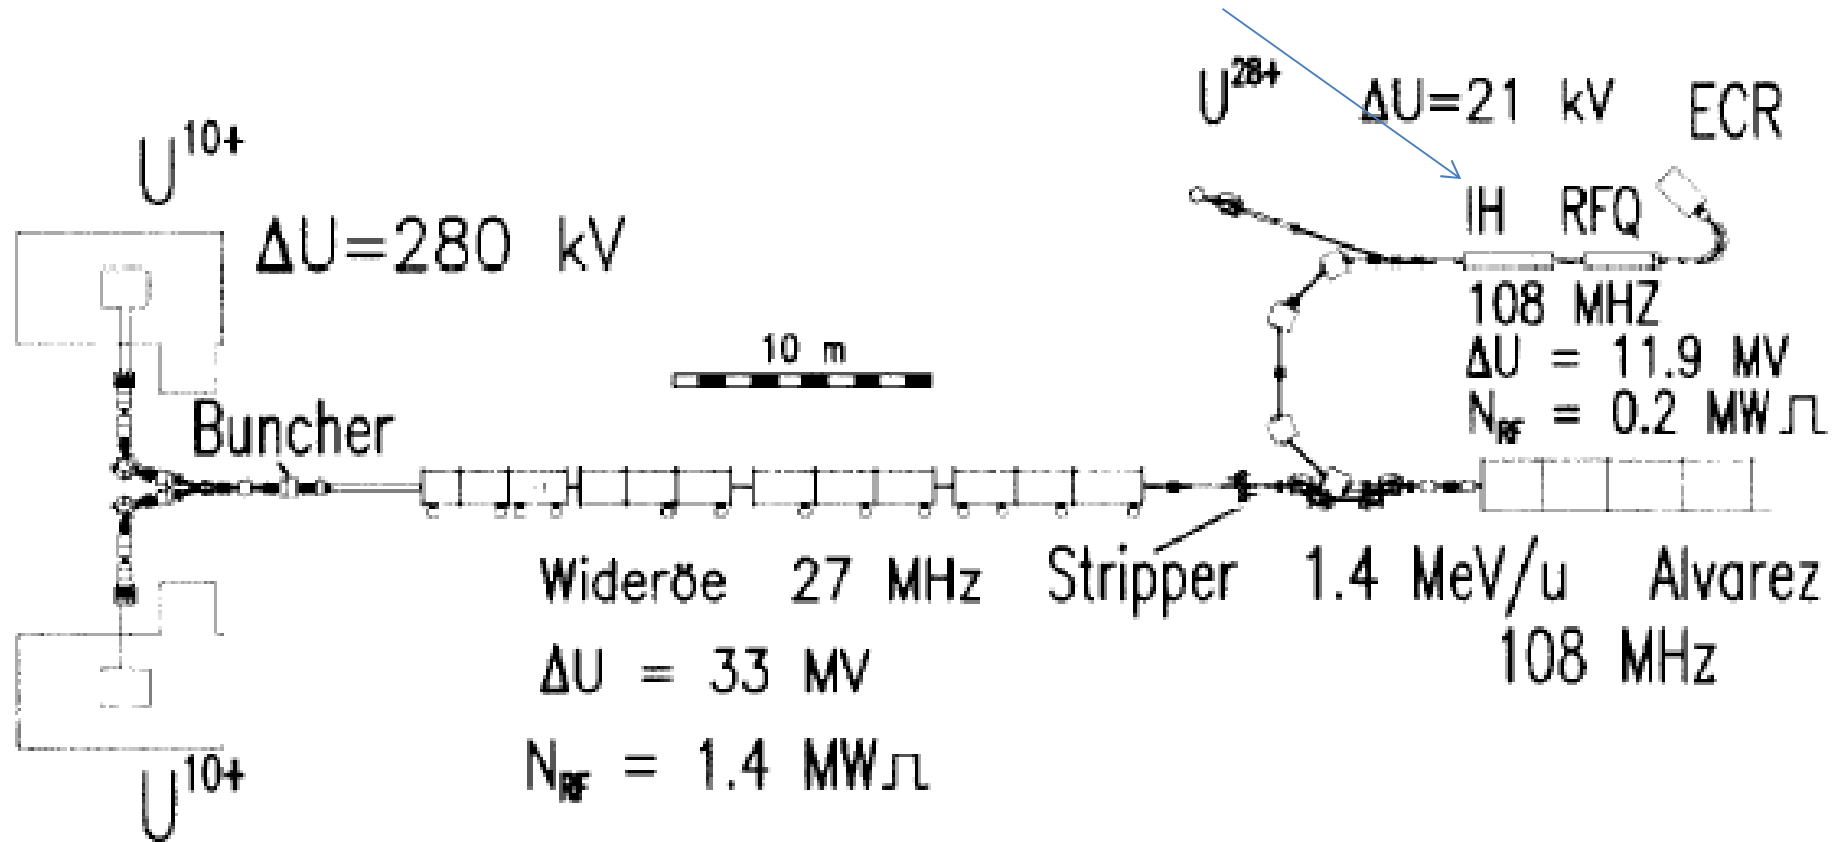 U10+
ΔU=280 kV
Buncher
10 m
U28+ ΔU=21 kV ECR
IH RFQ
108 MHZ
ΔU = 11.9 MV
NRF = 0.2 MW
Wideröe 27 MHz
ΔU = 33 MV
NRF = 1.4 MW
Stripper 1.4 MeV/u Alvarez
108 MHz
U10+